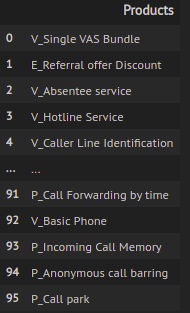 Products
0 V_Single VAS Bundle
1 E_Referral offer Discount
2 V_Absentee service
3 V_Hotline Service
4 V_Caller Line Identification
... ...
91 P_Call Forwarding by time
92 V_Basic Phone
93 P_Incoming Call Memory
94 P_Anonymous call barring
95 P_Call park